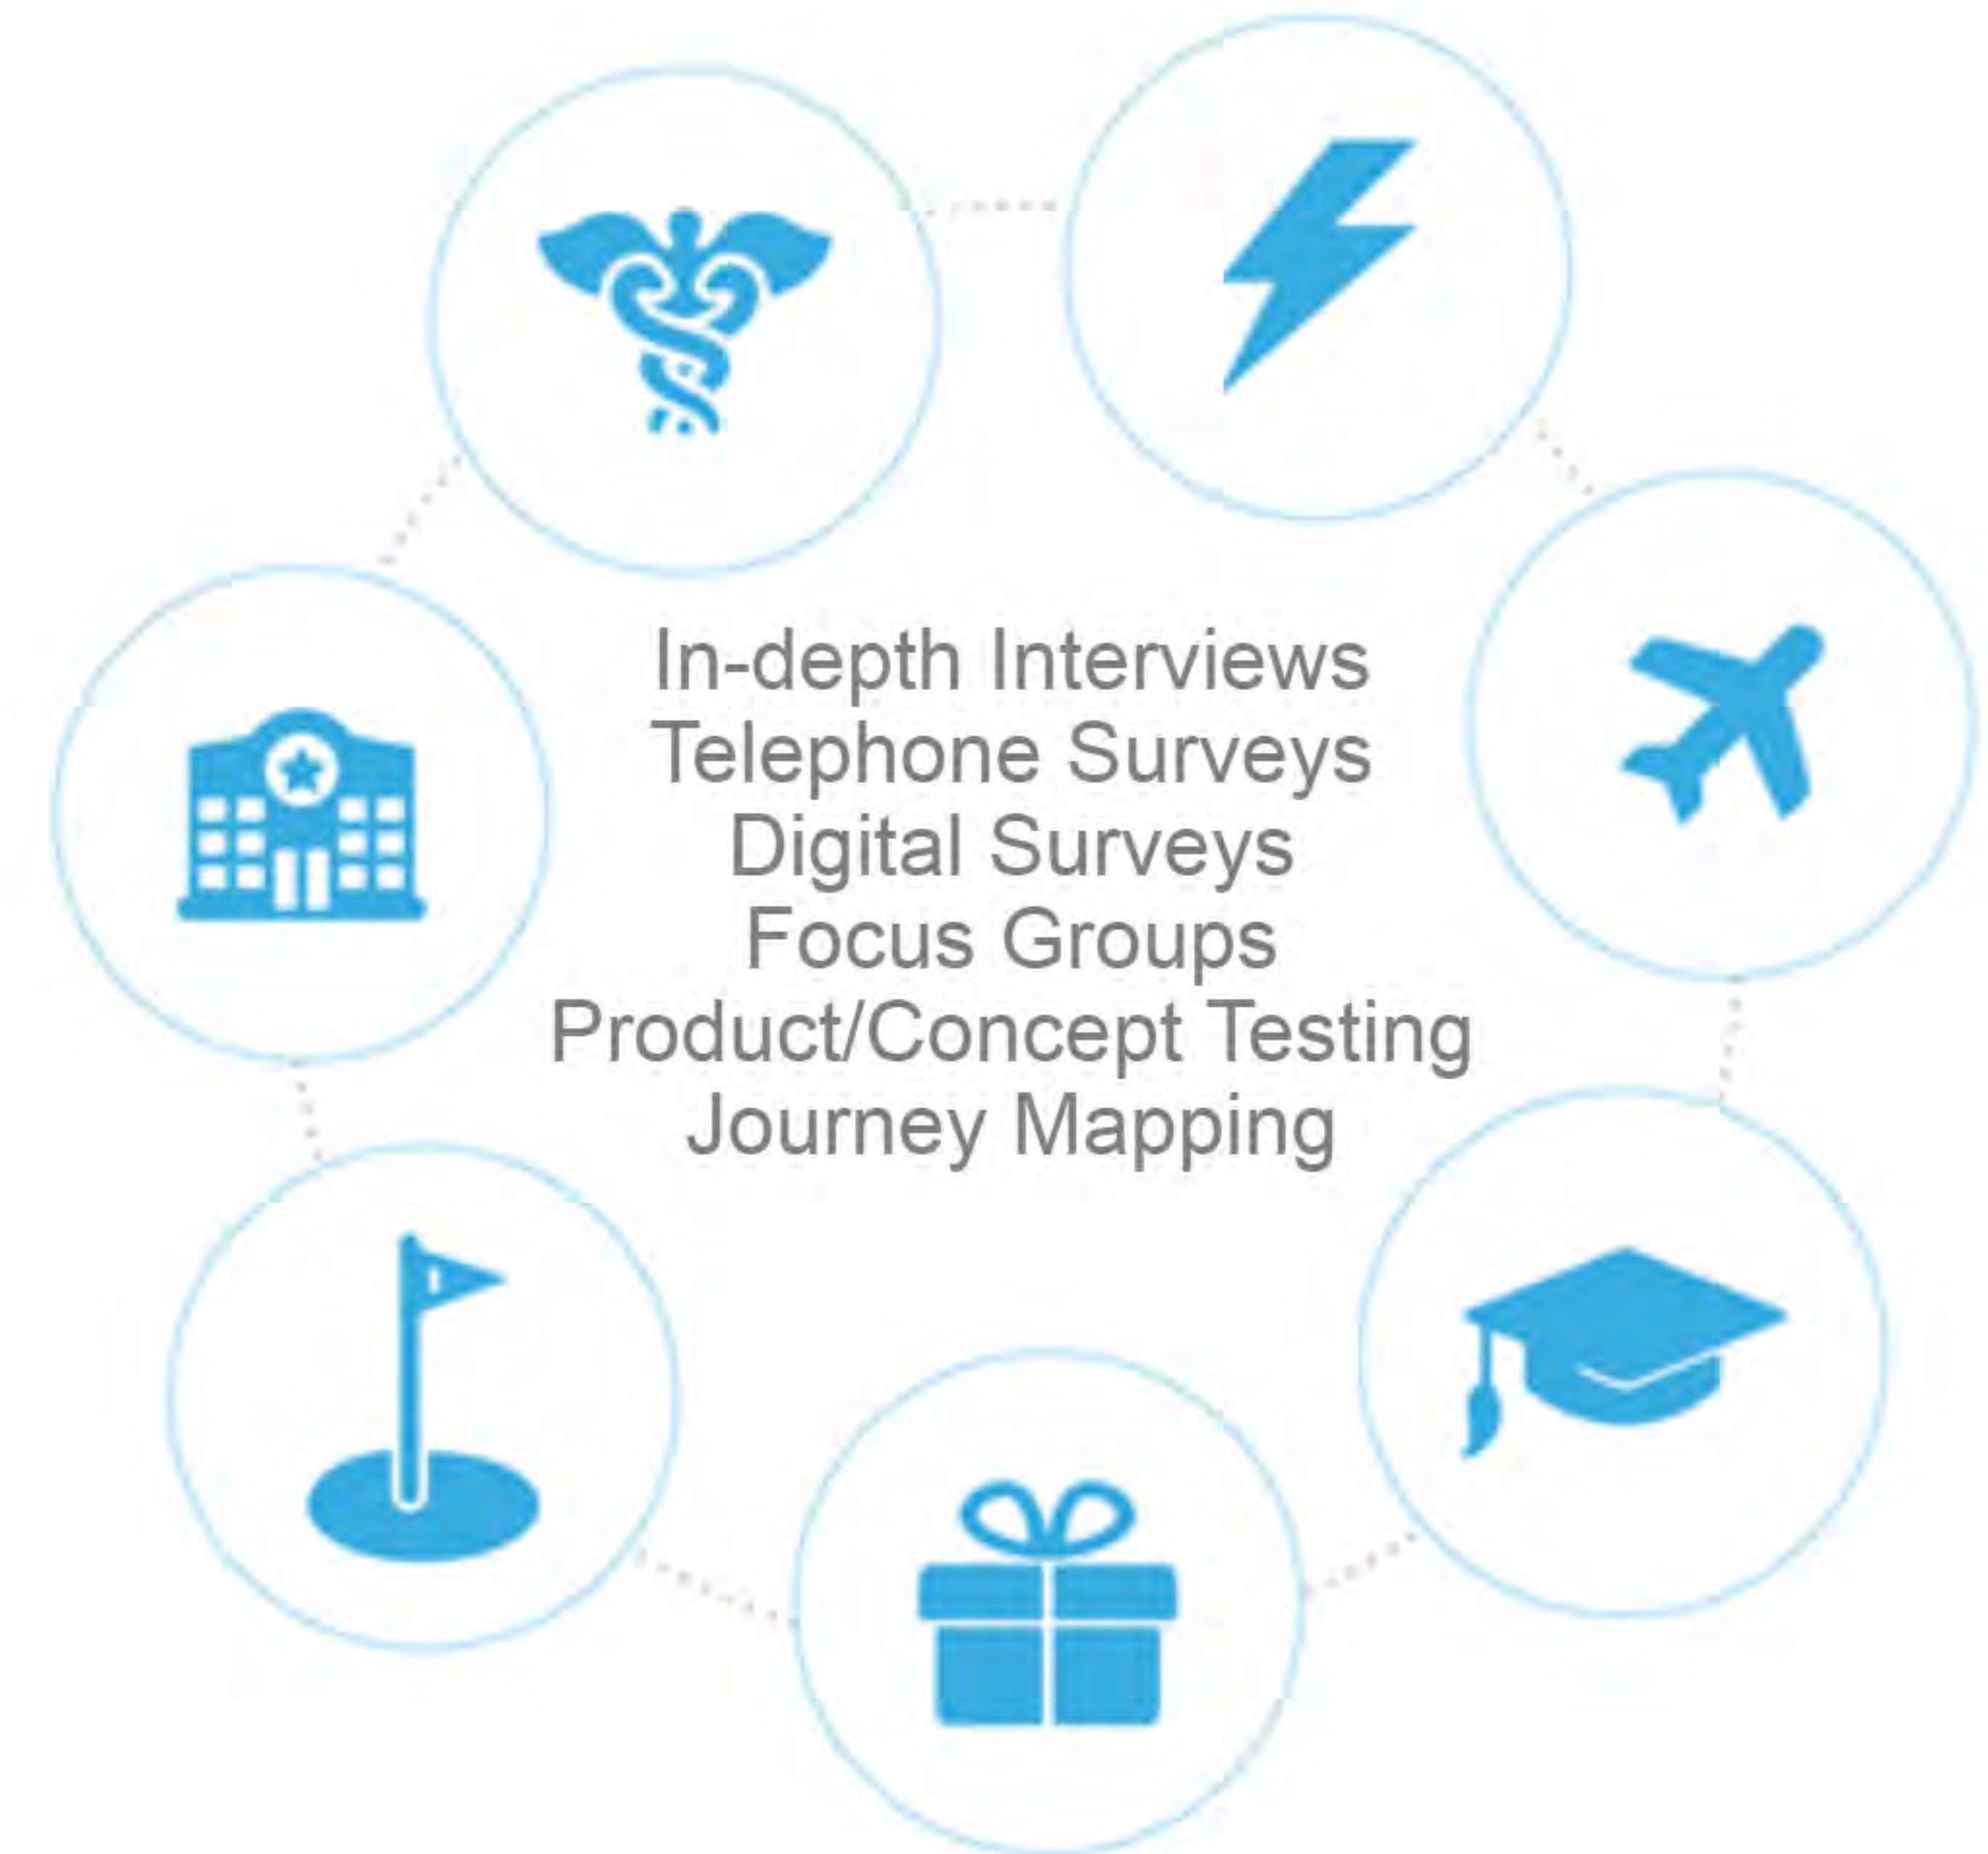 In-depth Interviews
Telephone Surveys
Digital Surveys
Focus Groups
Product/Concept Testing
Journey Mapping